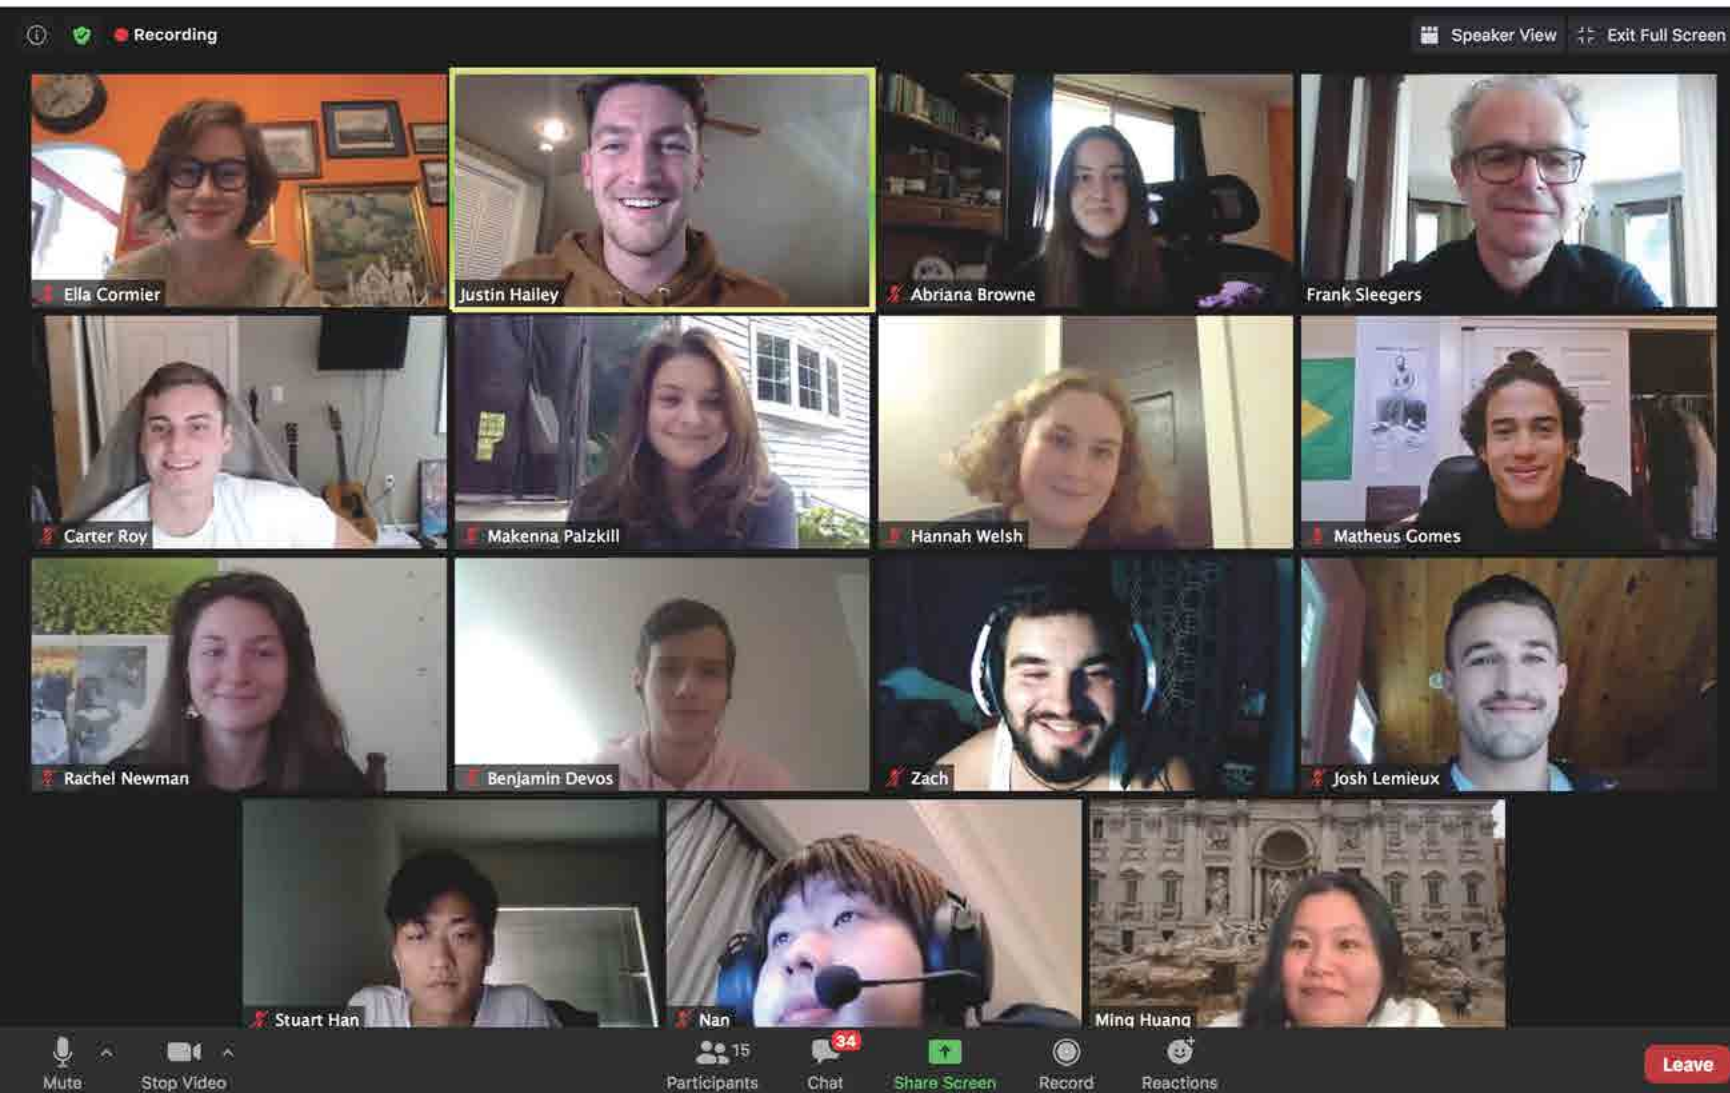 Recording
Speaker View
Exit Full Screen
Ella Cormier
Justin Hailey
Abriana Browne
Frank Sleegers
Carter Roy
Makenna Palzkill
Hannah Welsh
Matheus Gomes
Rachel Newman
Benjamin Devos
Zach
Josh Lemieux
Stuart Han
Nan
Ming Huang
15
34
Mute
Stop Video
Participants
Chat
Share Screen
Record
Reactions
Leave